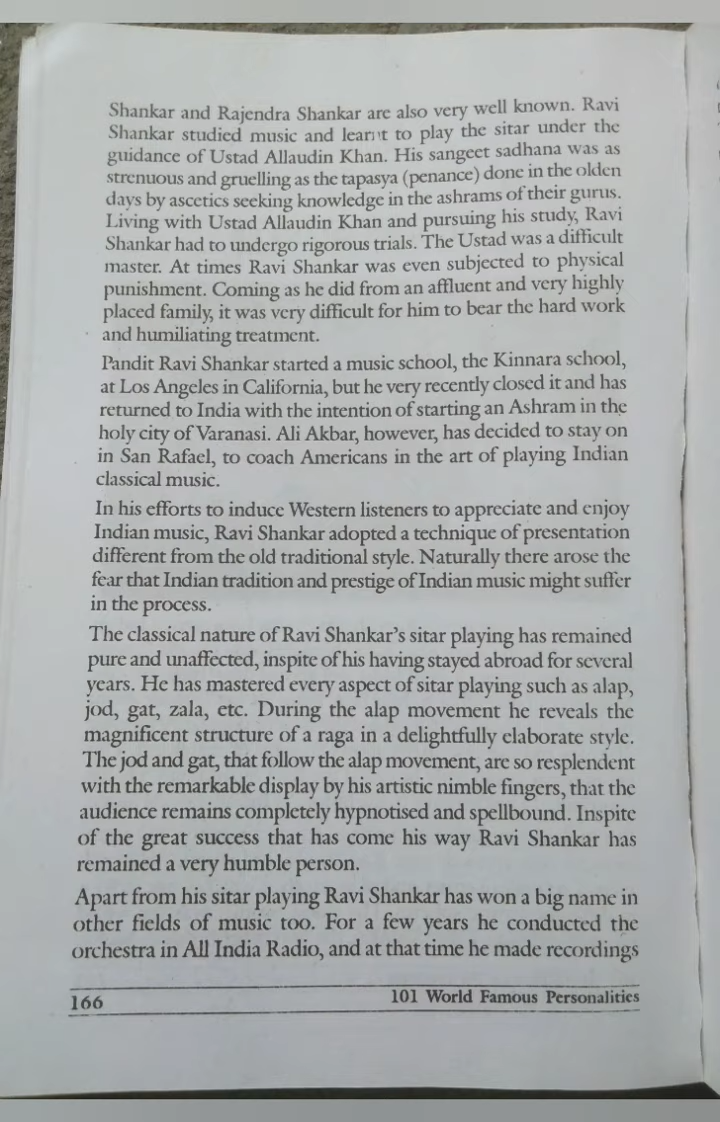 Shankar and Rajendra Shankar are also very well known. Ravi
Shankar studied music and learnt to play the sitar under the
guidance of Ustad Allaudin Khan. His sangeet sadhana was as
strenuous and gruelling as the tapasya (penance) done in the olden
days by ascetics seeking knowledge in the ashrams of their gurus.
Living with Ustad Allaudin Khan and pursuing his study, Ravi
Shankar had to undergo rigorous trials. The Ustad was a difficult
master. At times Ravi Shankar was even subjected to physical
punishment. Coming as he did from an affluent and very highly
placed family, it was very difficult for him to bear the hard work
and humiliating treatment.
Pandit Ravi Shankar started a music school, the Kinnara school,
at Los Angeles in California, but he very recently closed it and has
returned to India with the intention of starting an Ashram in the
holy city of Varanasi. Ali Akbar, however, has decided to stay on
in San Rafael, to coach Americans in the art of playing Indian
classical music.
In his efforts to induce Western listeners to appreciate and enjoy
Indian music, Ravi Shankar adopted a technique of presentation
different from the old traditional style. Naturally there arose the
fear that Indian tradition and prestige of Indian music might suffer
in the process.
The classical nature of Ravi Shankar's sitar playing has remained
pure and unaffected, inspite of his having stayed abroad for several
years. He has mastered every aspect of sitar playing such as alap,
jod, gat, zala, etc. During the alap movement he reveals the
magnificent structure of a raga in a delightfully elaborate style.
The jod and gat, that follow the alap movement, are so resplendent
with the remarkable display by his artistic nimble fingers, that the
audience remains completely hypnotised and spellbound. Inspite
of the great success that has come his way Ravi Shankar has
remained a very humble person.
Apart from his sitar playing Ravi Shankar has won a big name in
other fields of music too. For a few years he conducted the
orchestra in All India Radio, and at that time he made recordings
166 101 World Famous Personalities